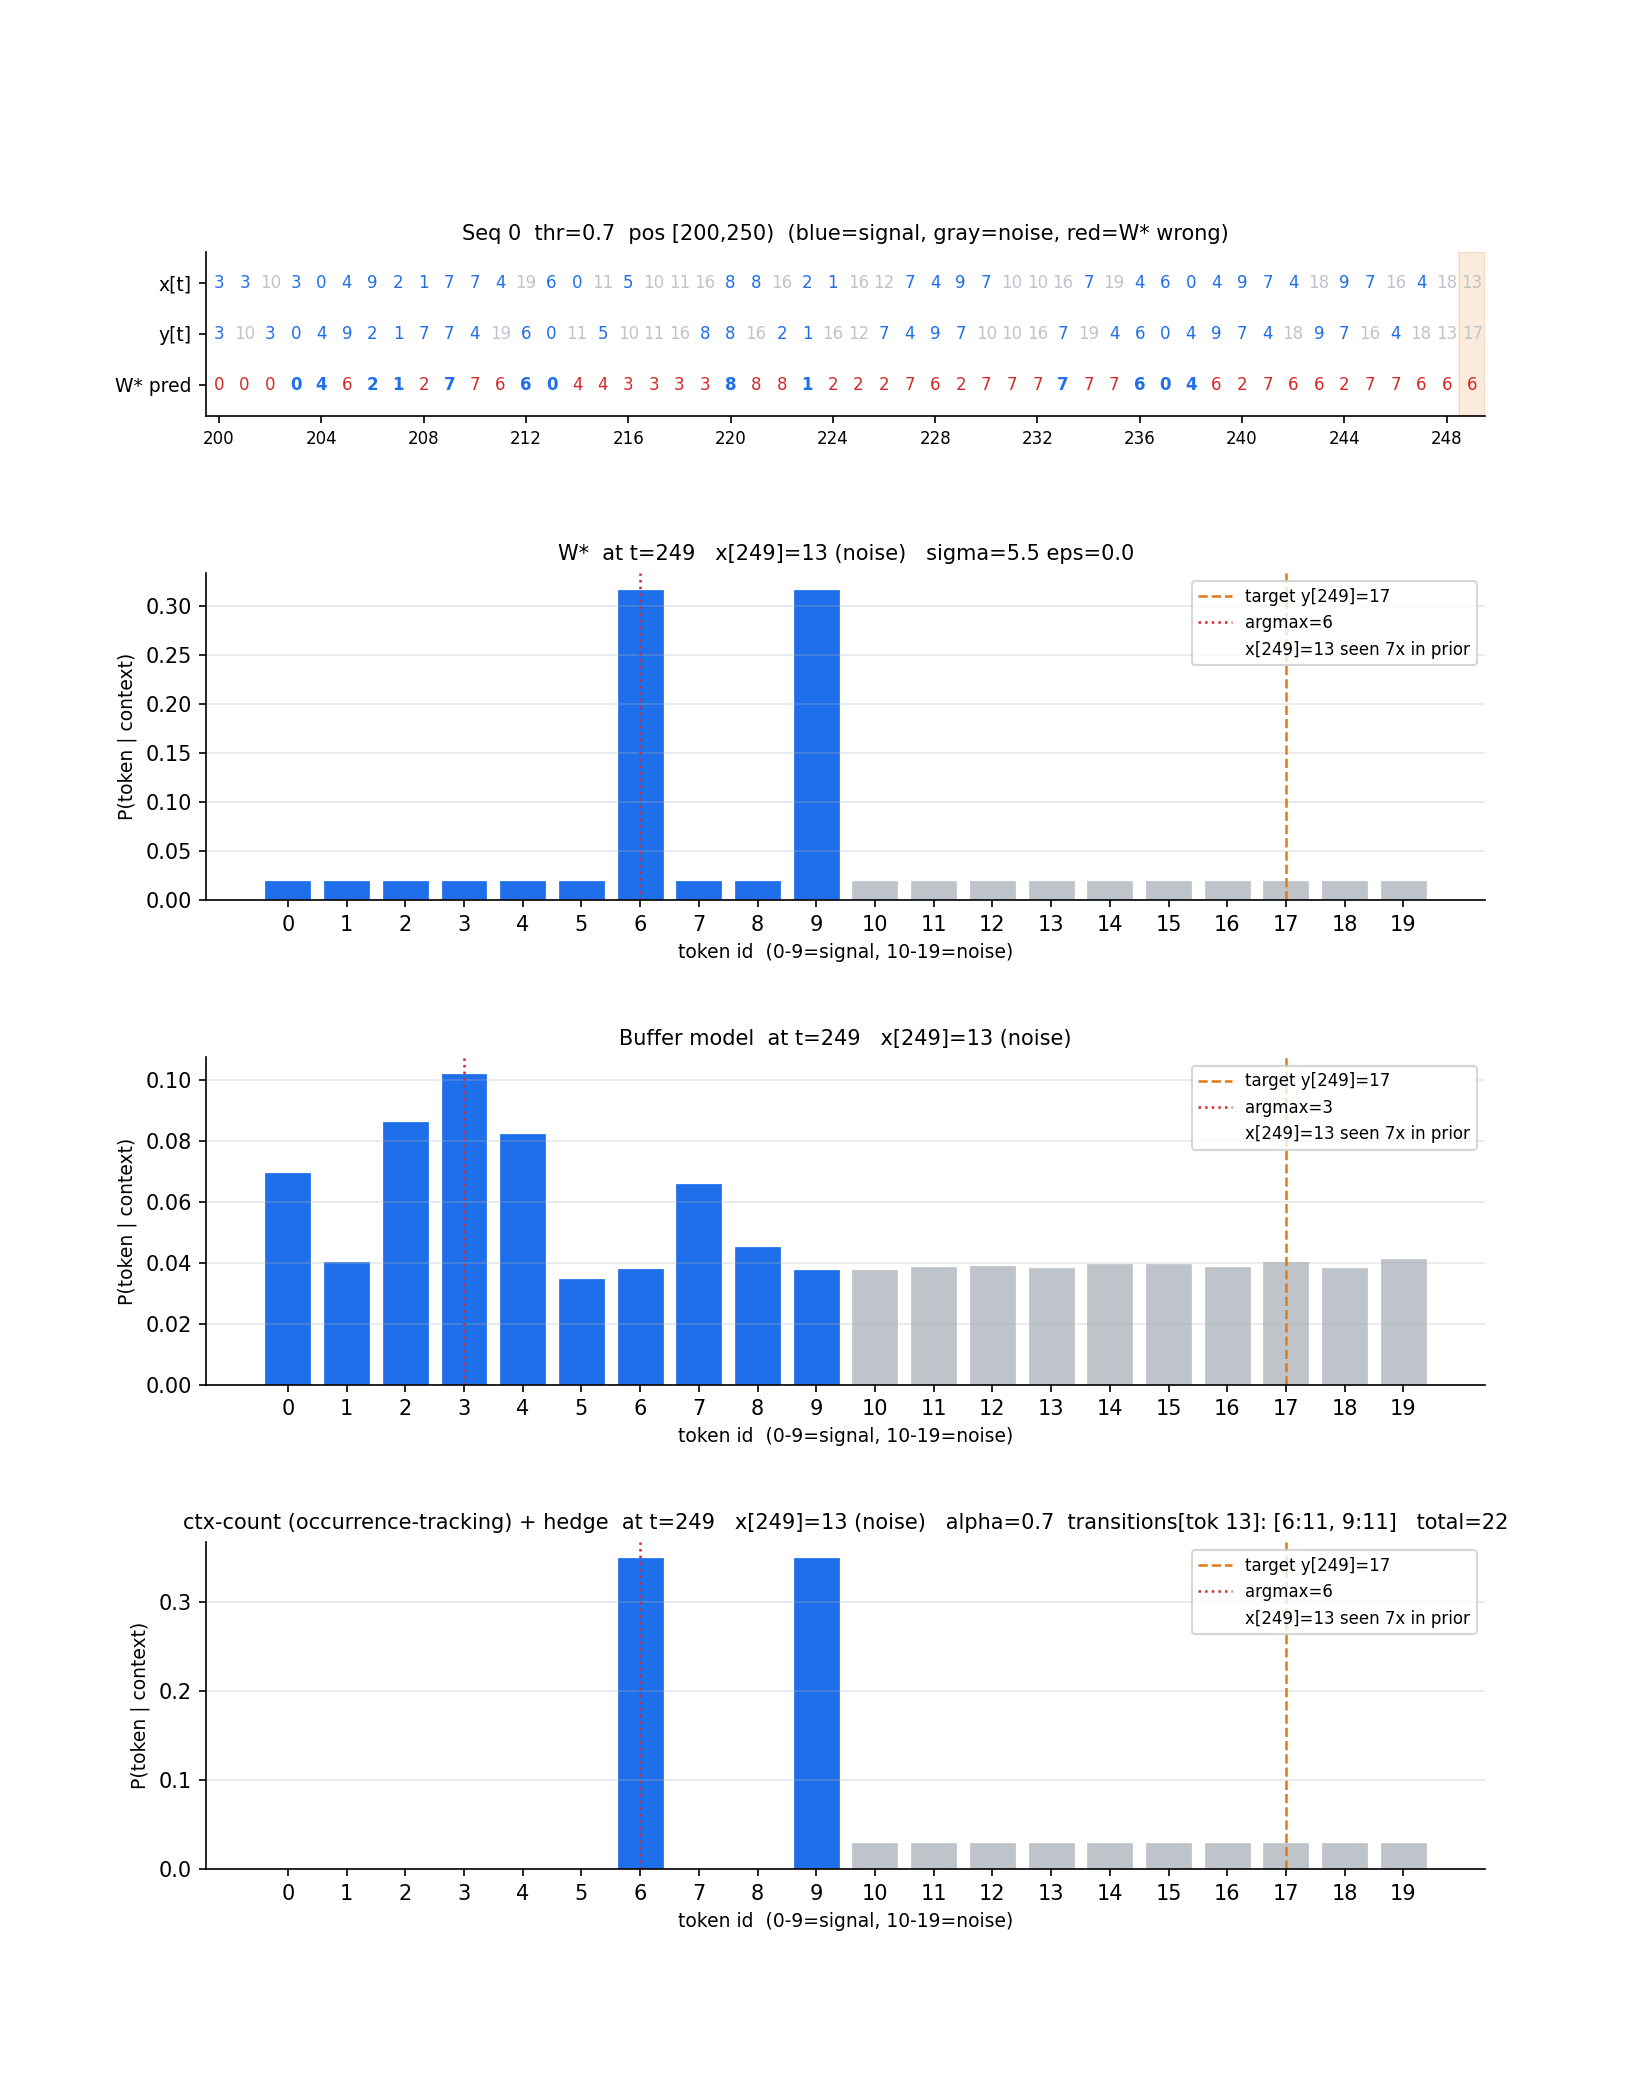 Seq 0  thr=0.7  pos [200,250)  (blue=signal, gray=noise, red=W* wrong)
x[t] 3 3 10 3 0 4 9 2 1 7 7 4 19 6 0 11 5 10 11 16 8 8 16 2 1 16 12 7 4 9 7 10 10 16 7 19 4 6 0 4 9 7 4 18 9 7 16 4 18 13
y[t] 3 10 3 0 4 9 2 1 7 7 4 19 6 0 11 5 10 11 16 8 8 16 2 1 16 12 7 4 9 7 10 10 16 7 19 4 6 0 4 9 7 4 18 9 7 16 4 18 13 17
W* pred 0 0 0 0 4 6 2 1 2 7 7 6 6 0 4 4 3 3 3 3 8 8 8 1 2 2 2 7 6 2 7 7 7 7 7 7 6 0 4 6 2 7 6 6 2 7 7 6 6 6
200 204 208 212 216 220 224 228 232 236 240 244 248
W*  at t=249   x[249]=13 (noise)   sigma=5.5 eps=0.0
target y[249]=17
argmax=6
x[249]=13 seen 7x in prior
P(token | context)
0.30
0.25
0.20
0.15
0.10
0.05
0.00
0 1 2 3 4 5 6 7 8 9 10 11 12 13 14 15 16 17 18 19
token id  (0-9=signal, 10-19=noise)
Buffer model  at t=249   x[249]=13 (noise)
target y[249]=17
argmax=3
x[249]=13 seen 7x in prior
P(token | context)
0.10
0.08
0.06
0.04
0.02
0.00
0 1 2 3 4 5 6 7 8 9 10 11 12 13 14 15 16 17 18 19
token id  (0-9=signal, 10-19=noise)
ctx-count (occurrence-tracking) + hedge  at t=249   x[249]=13 (noise)   alpha=0.7  transitions[tok 13]: [6:11, 9:11]   total=22
target y[249]=17
argmax=6
x[249]=13 seen 7x in prior
P(token | context)
0.3
0.2
0.1
0.0
0 1 2 3 4 5 6 7 8 9 10 11 12 13 14 15 16 17 18 19
token id  (0-9=signal, 10-19=noise)